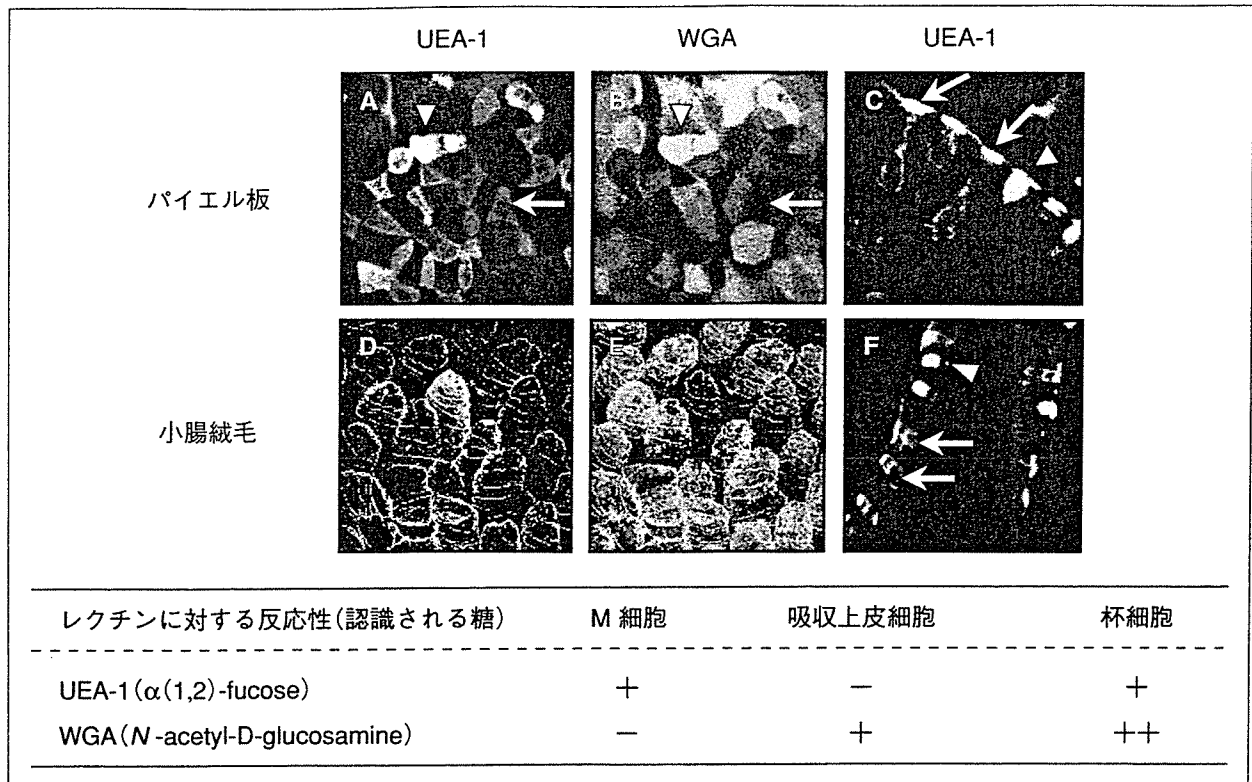 UEA-1 WGA UEA-1
A B C
パイエル板
D E F
小腸絨毛
レクチンに対する反応性(認識される糖) M 細胞 吸収上皮細胞 杯細胞
UEA-1(α(1,2)-fucose) + − +
WGA(N-acetyl-D-glucosamine) − + ++